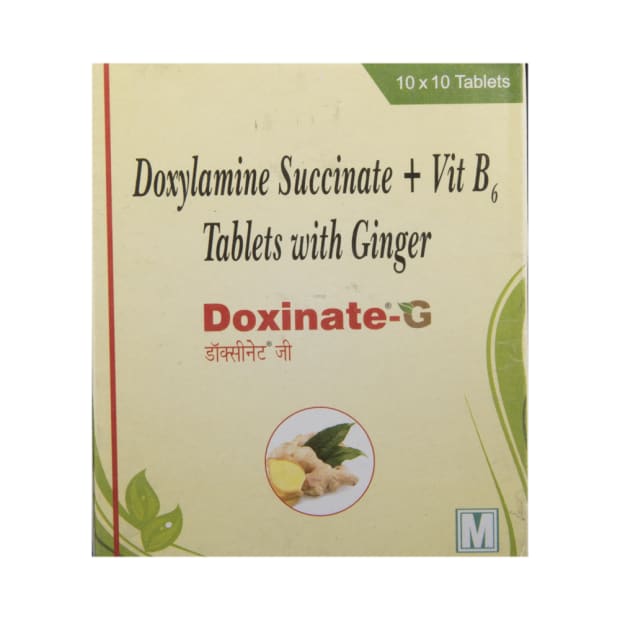 10 x 10 Tablets
Doxylamine Succinate + Vit B₆
Tablets with Ginger
Doxinate®-G
डॉक्सीनेट® जी
M